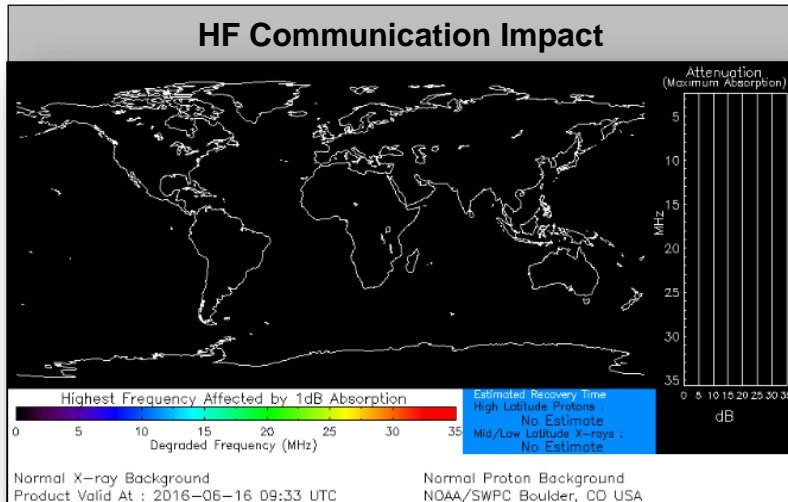 HF Communication Impact
Attenuation
(Maximum Absorption)
5
10
15
20
25
30
35
MHz
0 5 10 15 20 25 30 35
dB
Highest Frequency Affected by 1dB Absorption
0 5 10 15 20 25 30 35
Degraded Frequency (MHz)
Estimated Recovery Time
High Latitude Protons :
No Estimate
Mid/Low Latitude X-rays :
No Estimate
Normal X-ray Background
Product Valid At : 2016-06-16 09:33 UTC
Normal Proton Background
NOAA/SWPC Boulder, CO USA